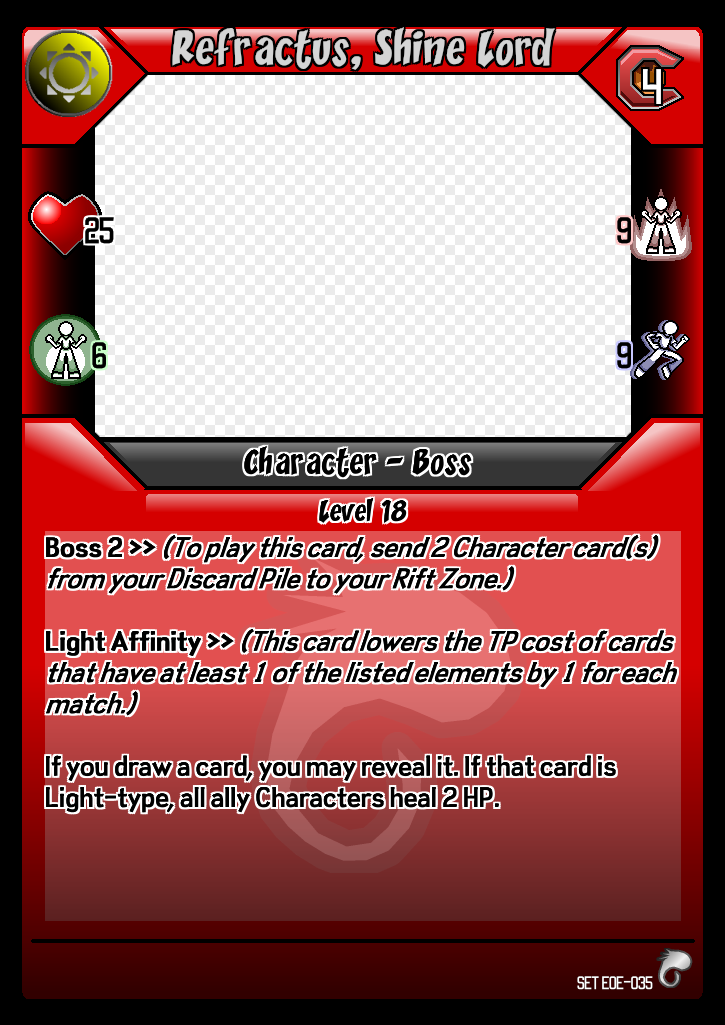 Refractus, Shine Lord
C 4
25
9
6
9
Character - Boss
Level 18
Boss 2 >> (To play this card, send 2 Character card(s)
from your Discard Pile to your Rift Zone.)
Light Affinity >> (This card lowers the TP cost of cards
that have at least 1 of the listed elements by 1 for each
match.)
If you draw a card, you may reveal it. If that card is
Light-type, all ally Characters heal 2 HP.
SET EOE-035